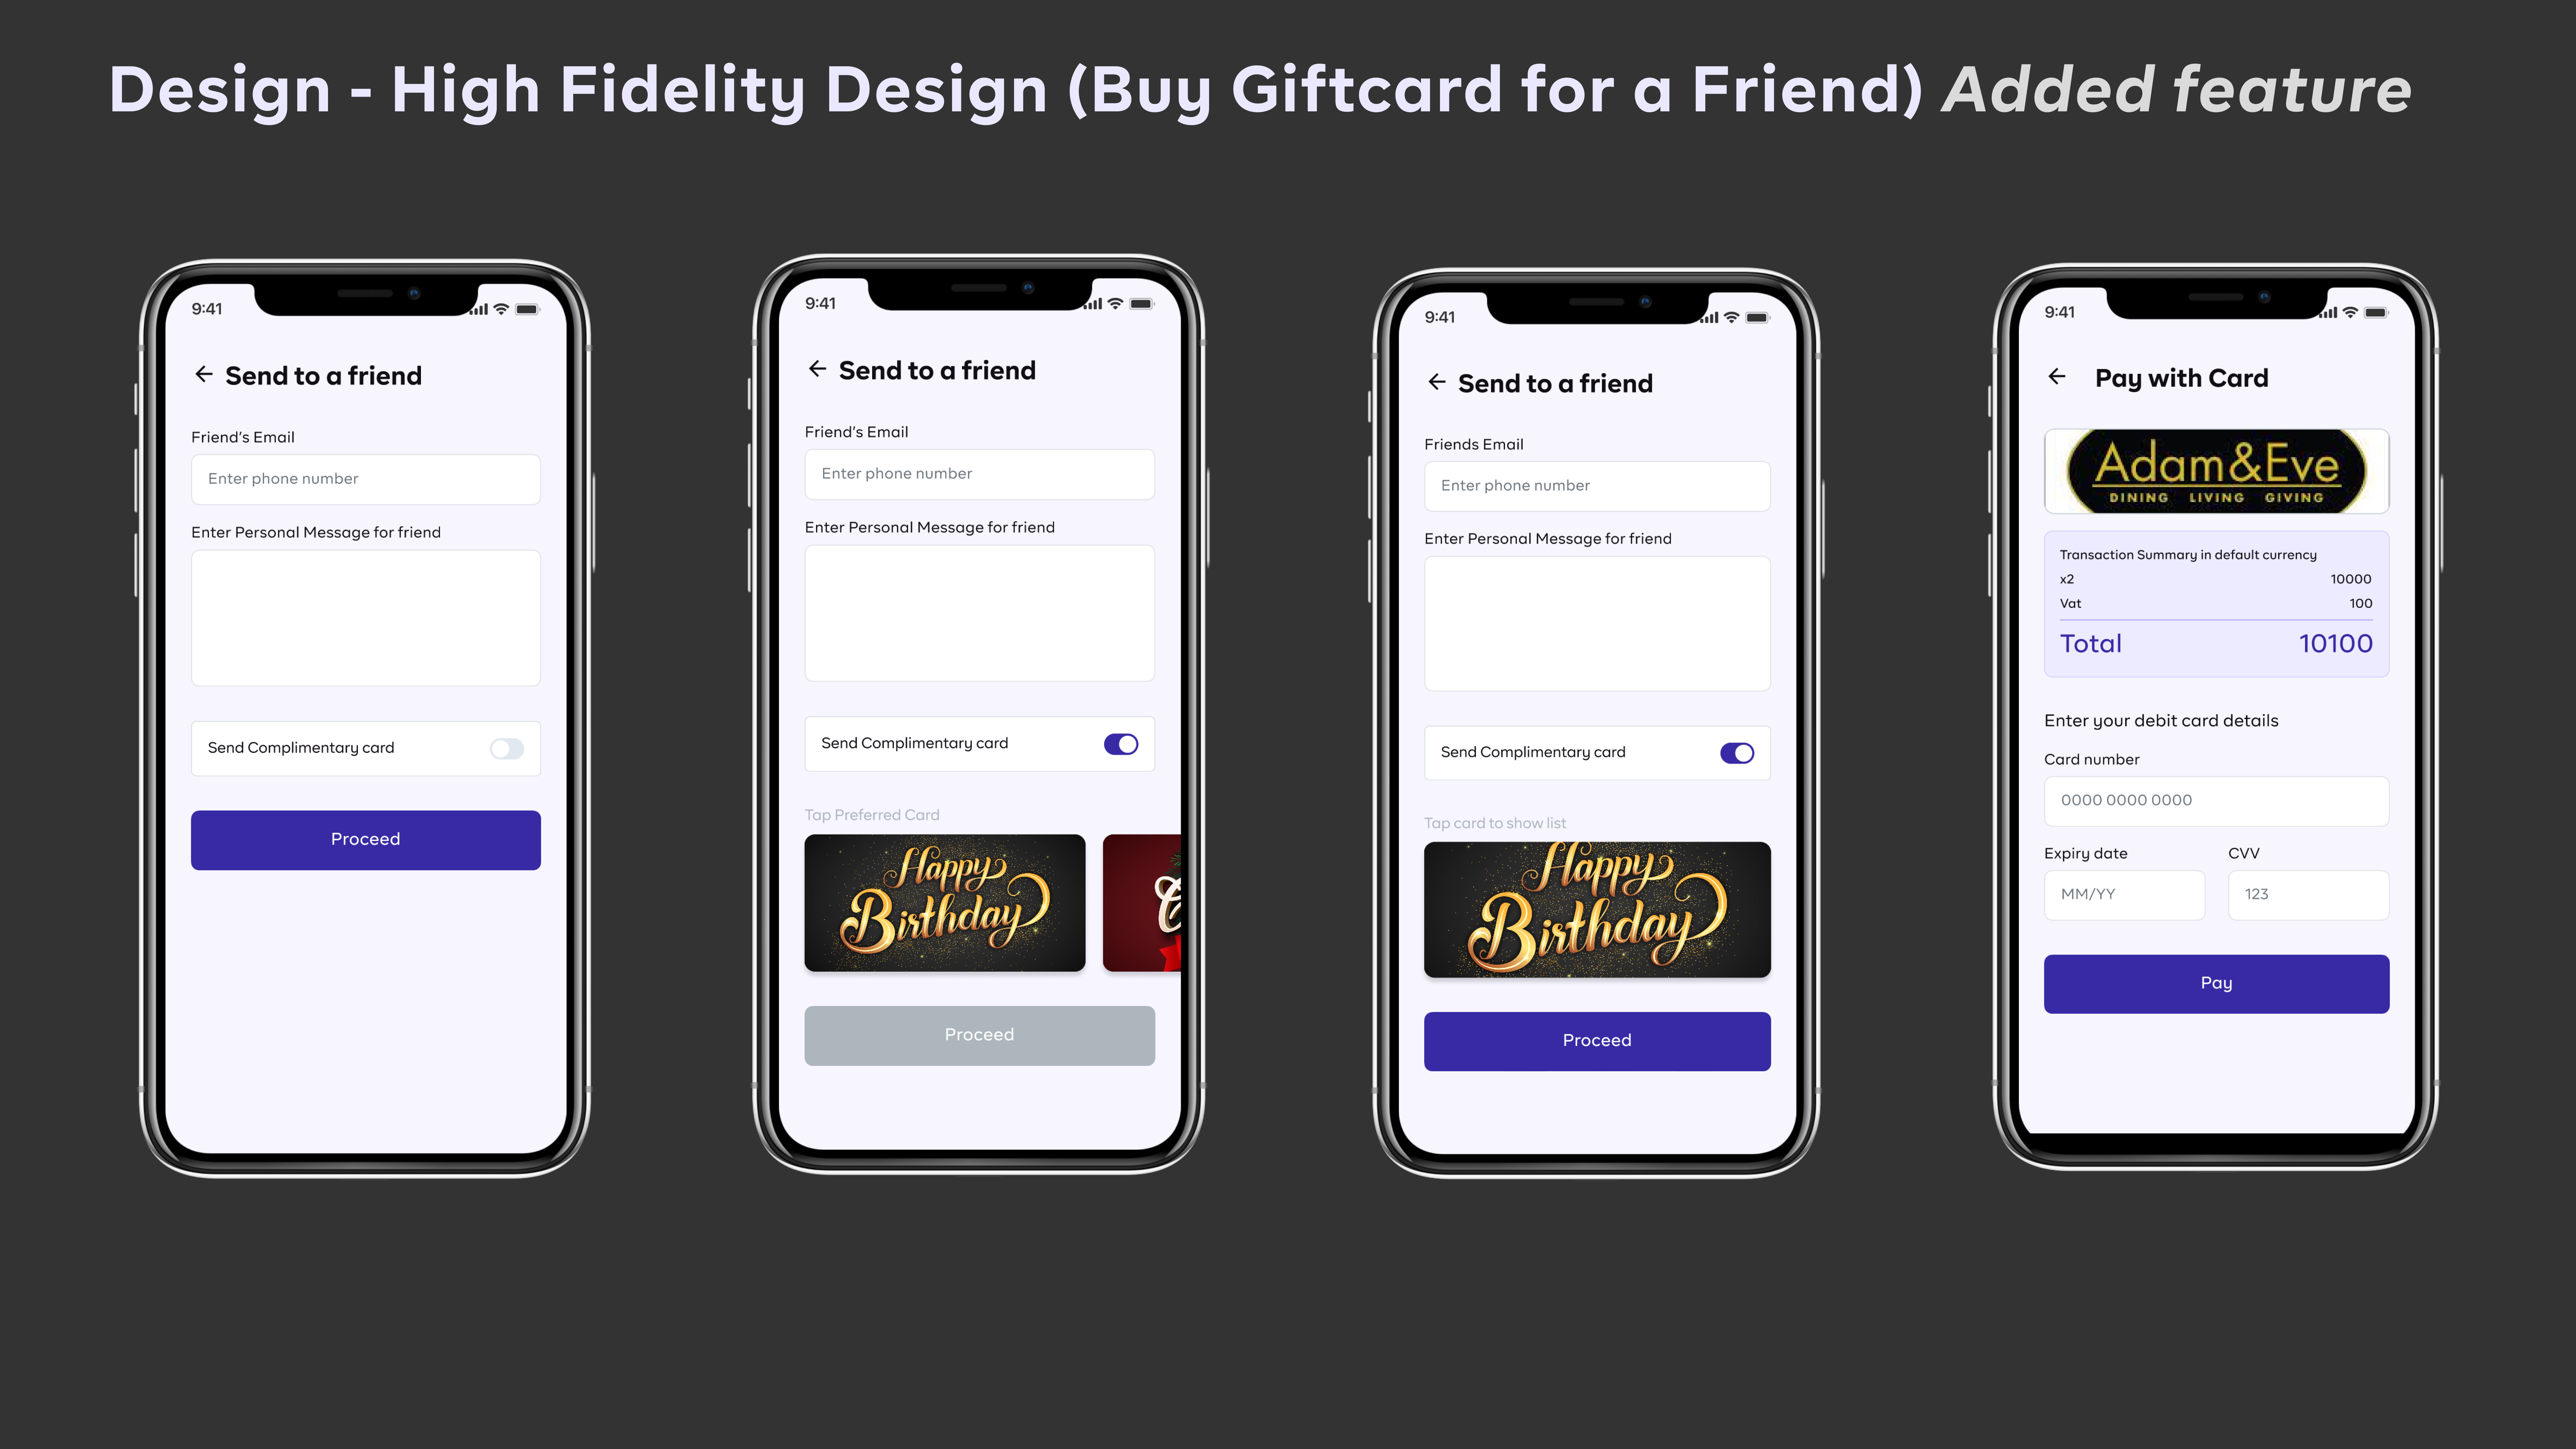 Design - High Fidelity Design (Buy Giftcard for a Friend) Added feature
9:41
Send to a friend
Friend's Email
Enter phone number
Enter Personal Message for friend
Send Complimentary card
Proceed
9:41
Send to a friend
Friend's Email
Enter phone number
Enter Personal Message for friend
Send Complimentary card
Tap Preferred Card
Happy
Birthday
Proceed
9:41
Send to a friend
Friends Email
Enter phone number
Enter Personal Message for friend
Send Complimentary card
Tap card to show list
Happy
Birthday
Proceed
9:41
Pay with Card
Adam&Eve
DINING LIVING GIVING
Transaction Summary in default currency
x2 10000
Vat 100
Total 10100
Enter your debit card details
Card number
0000 0000 0000
Expiry date CVV
MM/YY 123
Pay